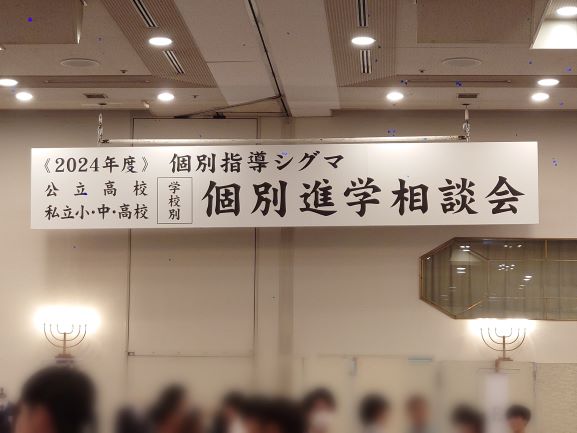 《2024年度》 個別指導シグマ
公立高校
私立小・中・高校
学校別
個別進学相談会